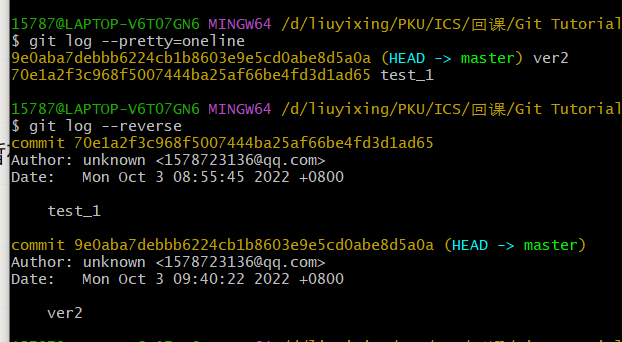 15787@LAPTOP-V6TO7GN6 MINGW64 /d/liuyixing/PKU/ICS/回课/Git Tutorial
$ git log --pretty=oneline
9e0aba7debbb6224cb1b8603e9e5cd0abe8d5a0a (HEAD -> master) ver2
70e1a2f3c968f5007444ba25af66be4fd3d1ad65 test_1
15787@LAPTOP-V6TO7GN6 MINGW64 /d/liuyixing/PKU/ICS/回课/Git Tutorial
$ git log --reverse
commit 70e1a2f3c968f5007444ba25af66be4fd3d1ad65
Author: unknown <1578723136@qq.com>
Date:   Mon Oct 3 08:55:45 2022 +0800
test_1
commit 9e0aba7debbb6224cb1b8603e9e5cd0abe8d5a0a (HEAD -> master)
Author: unknown <1578723136@qq.com>
Date:   Mon Oct 3 09:40:22 2022 +0800
ver2